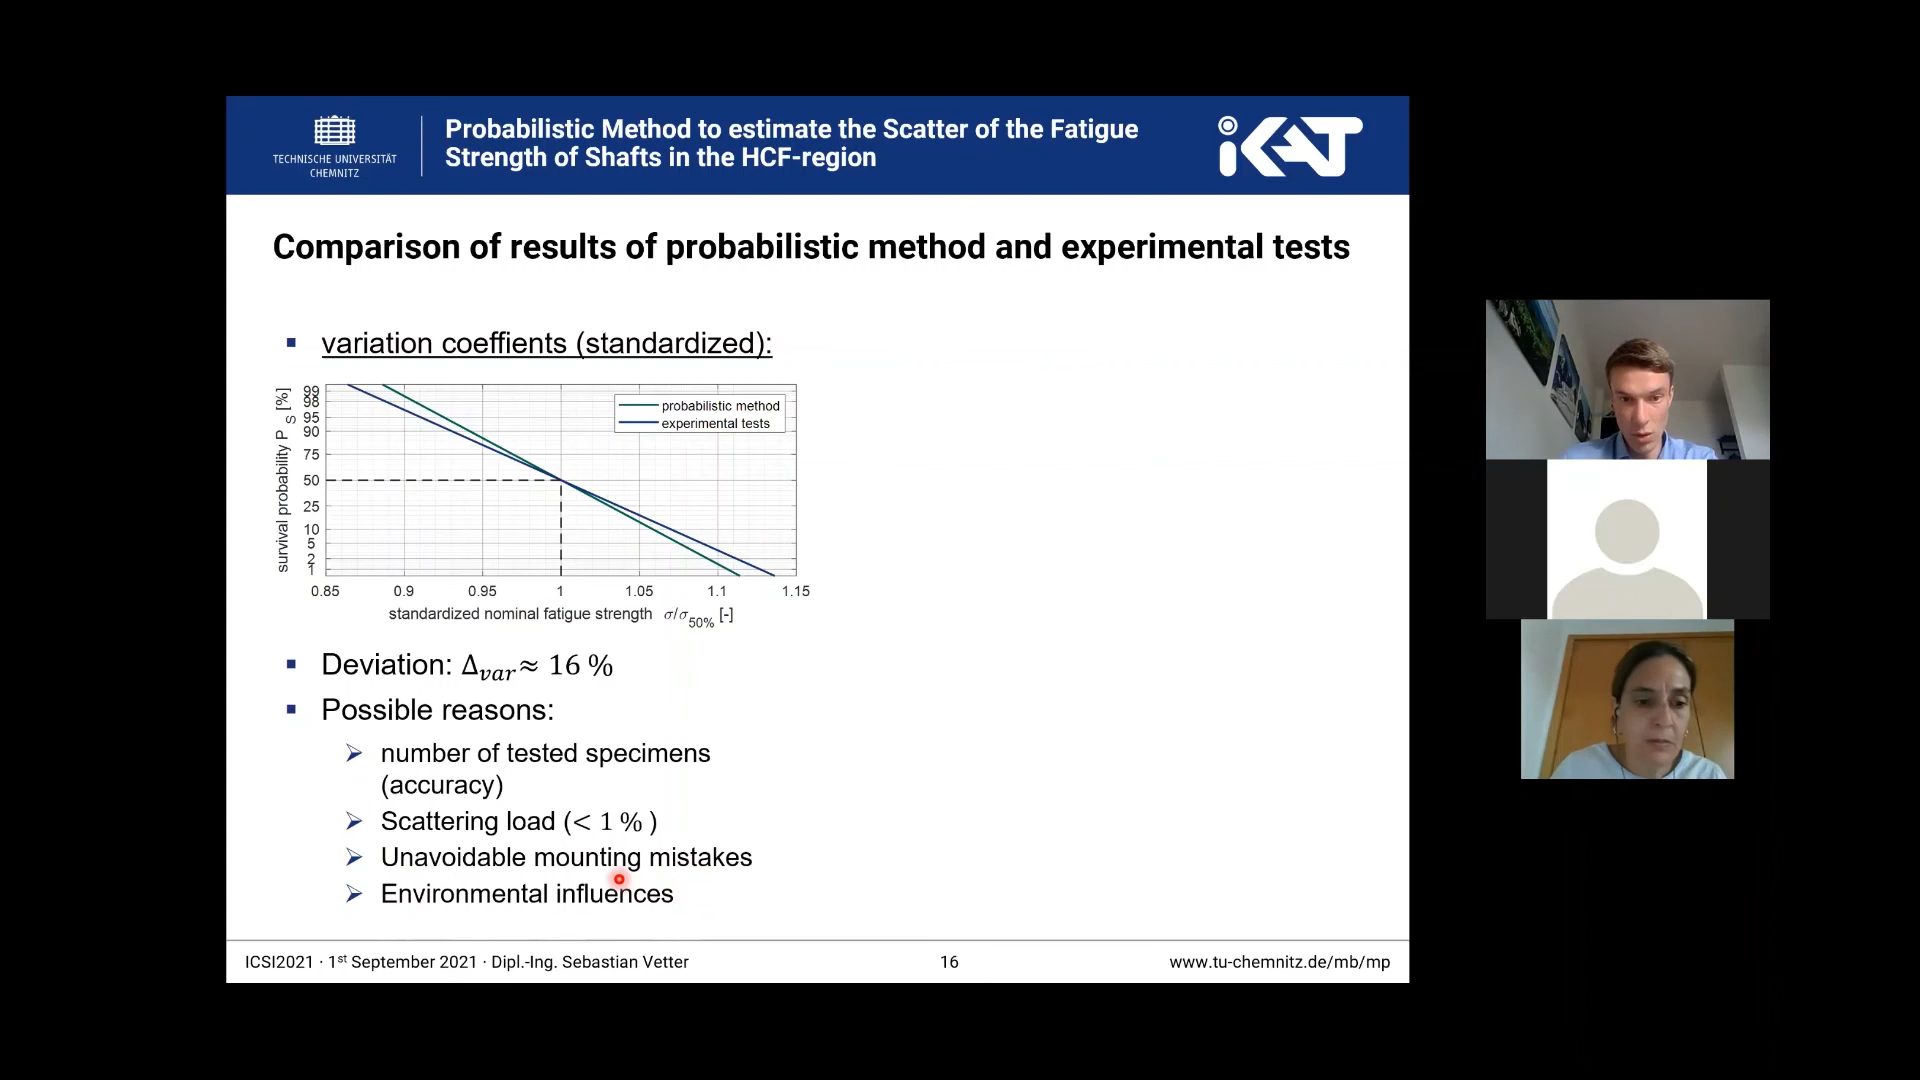 TECHNISCHE UNIVERSITÄT
CHEMNITZ
Probabilistic Method to estimate the Scatter of the Fatigue
Strength of Shafts in the HCF-region
iKAT
Comparison of results of probabilistic method and experimental tests
variation coeffients (standardized):
survival probability P S [%]
99
98
95
90
75
50
25
10
5
2
1
probabilistic method
experimental tests
0.85 0.9 0.95 1 1.05 1.1 1.15
standardized nominal fatigue strength σ/σ50% [-]
Deviation: Δvar≈ 16 %
Possible reasons:
number of tested specimens
(accuracy)
Scattering load (< 1 % )
Unavoidable mounting mistakes
Environmental influences
ICSI2021 · 1st September 2021 · Dipl.-Ing. Sebastian Vetter
16
www.tu-chemnitz.de/mb/mp